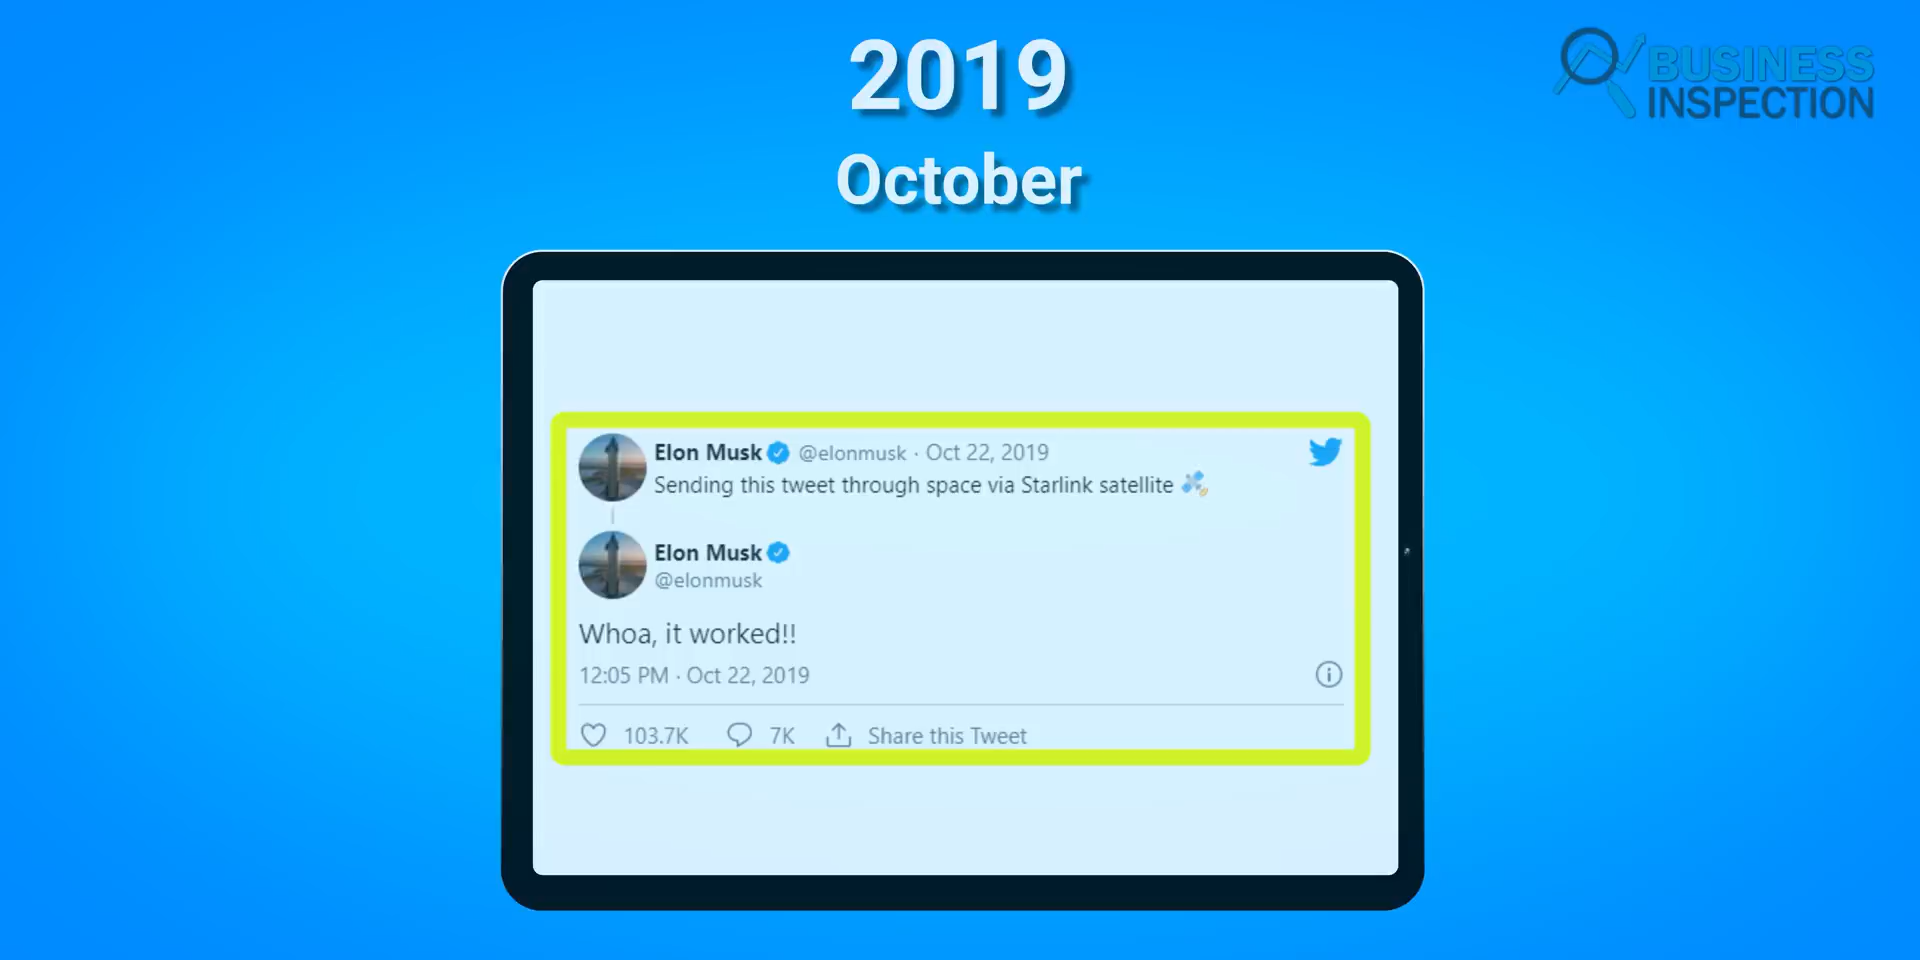 2019
October
BUSINESS
INSPECTION
Elon Musk @elonmusk · Oct 22, 2019
Sending this tweet through space via Starlink satellite 🛰
Elon Musk
@elonmusk
Whoa, it worked!!
12:05 PM · Oct 22, 2019
103.7K 7K Share this Tweet